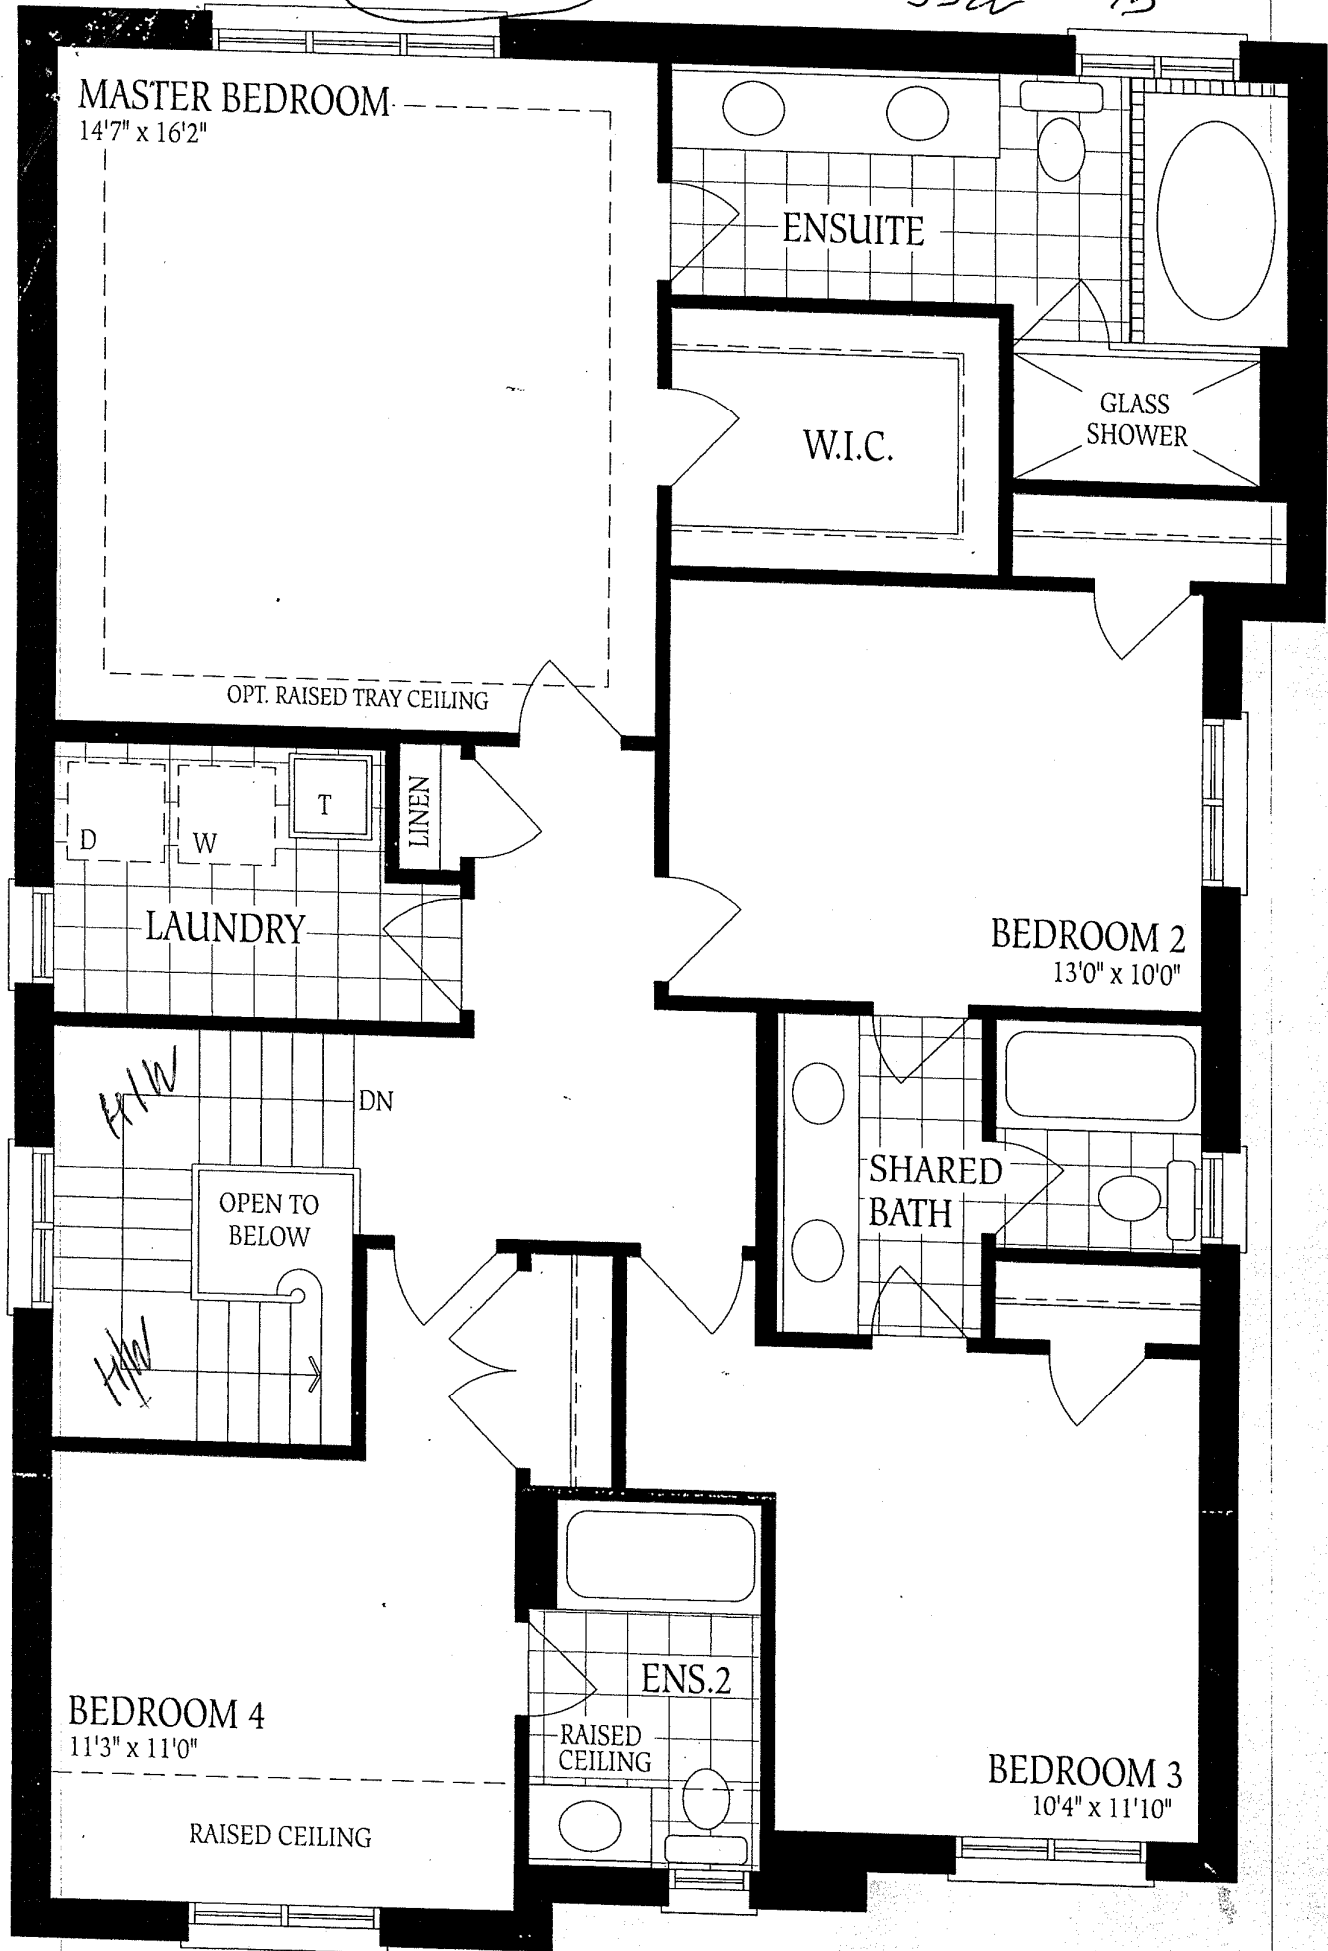 MASTER BEDROOM
14'7" x 16'2"
ENSUITE
GLASS
SHOWER
W.I.C.
OPT. RAISED TRAY CEILING
LINEN
T
D
W
LAUNDRY
BEDROOM 2
13'0" x 10'0"
H/W
DN
OPEN TO
BELOW
SHARED
BATH
H/W
ENS.2
RAISED
CEILING
BEDROOM 4
11'3" x 11'0"
BEDROOM 3
10'4" x 11'10"
RAISED CEILING